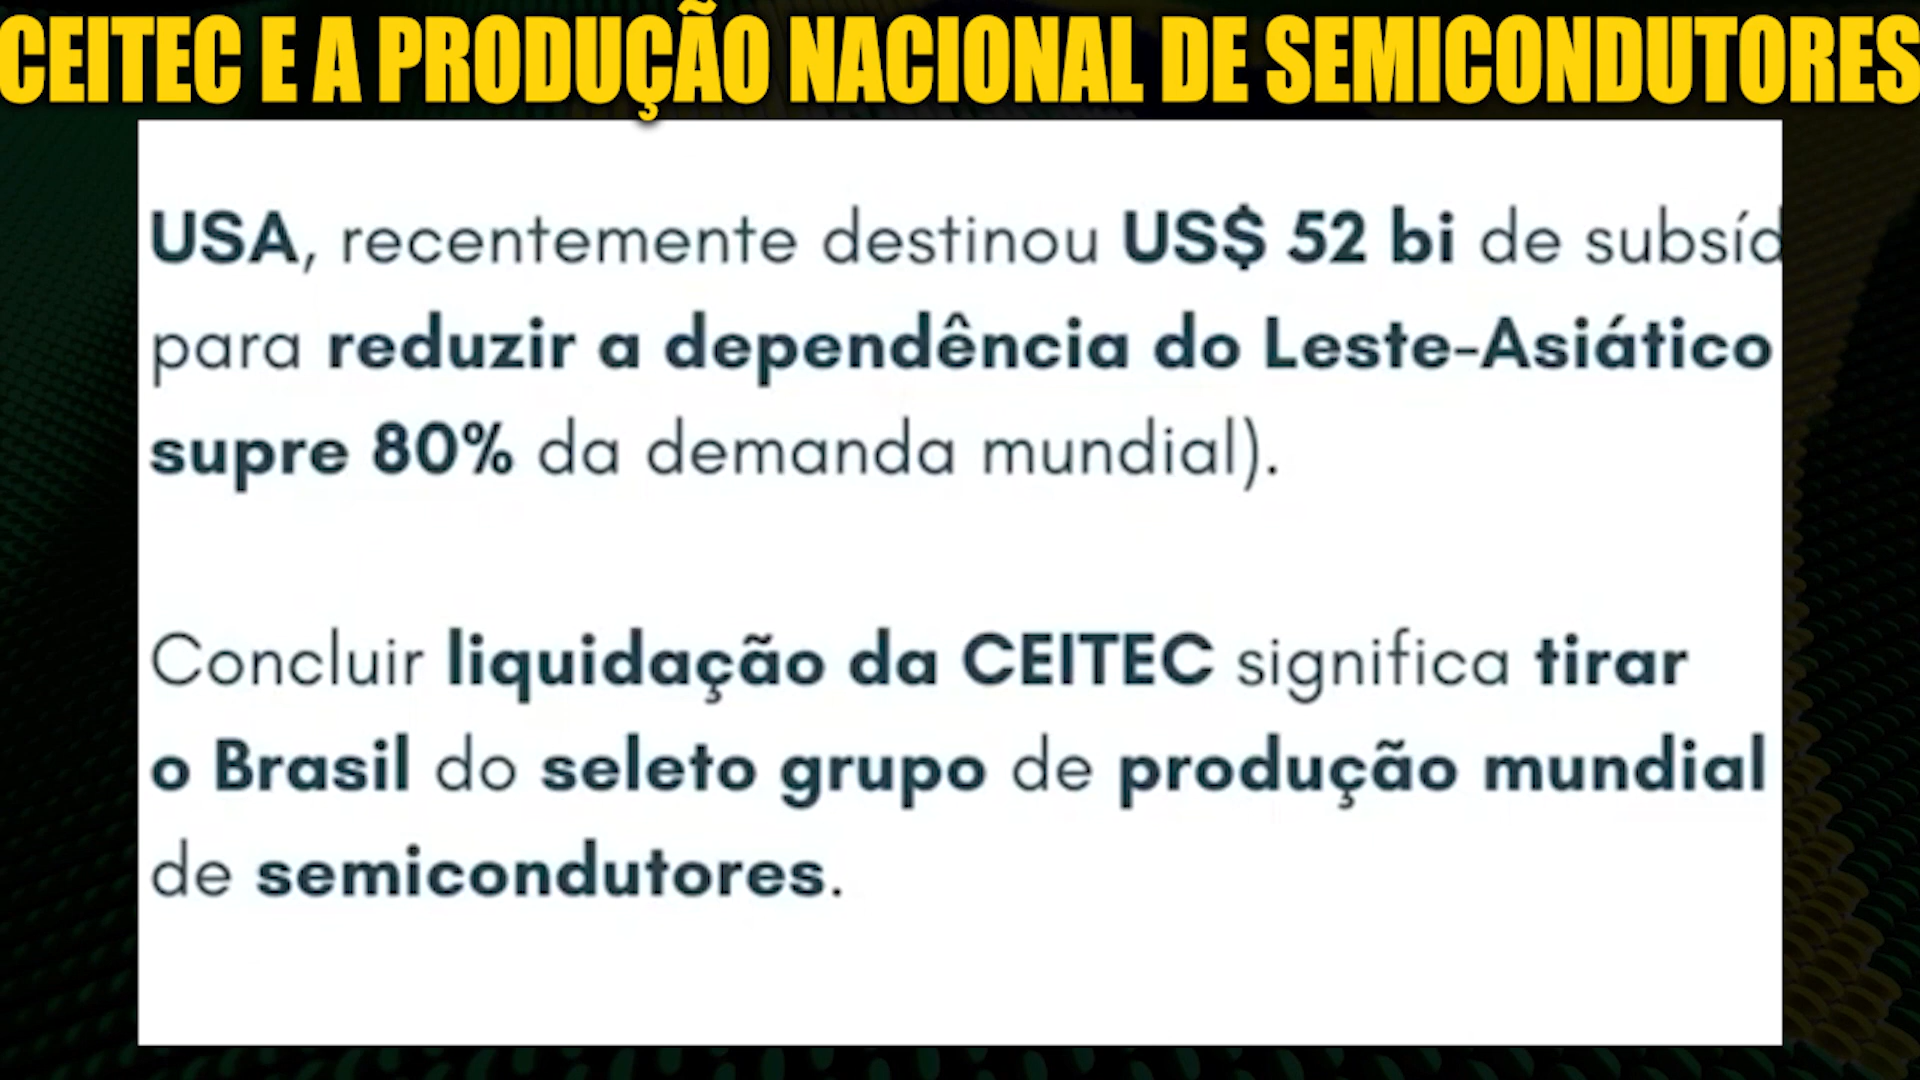 CEITEC E A PRODUÇÃO NACIONAL DE SEMICONDUTORES
USA, recentemente destinou US$ 52 bi de subsíd
para reduzir a dependência do Leste-Asiático
supre 80% da demanda mundial).
Concluir liquidação da CEITEC significa tirar
o Brasil do seleto grupo de produção mundial
de semicondutores.